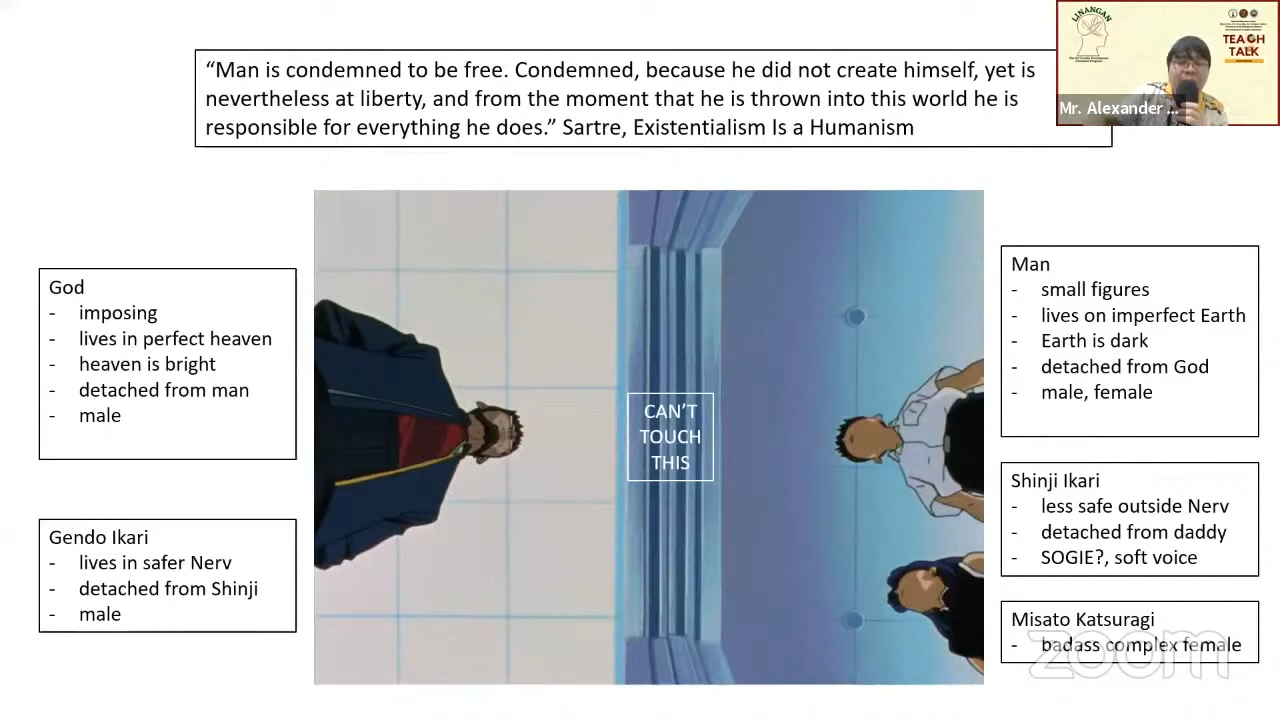 “Man is condemned to be free. Condemned, because he did not create himself, yet is
nevertheless at liberty, and from the moment that he is thrown into this world he is
responsible for everything he does.” Sartre, Existentialism Is a Humanism
LINANGAN
TEACH
TALK
Mr. Alexander ...
God
- imposing
- lives in perfect heaven
- heaven is bright
- detached from man
- male
Gendo Ikari
- lives in safer Nerv
- detached from Shinji
- male
CAN’T
TOUCH
THIS
Man
- small figures
- lives on imperfect Earth
- Earth is dark
- detached from God
- male, female
Shinji Ikari
- less safe outside Nerv
- detached from daddy
- SOGIE?, soft voice
Misato Katsuragi
- badass complex female
zoom